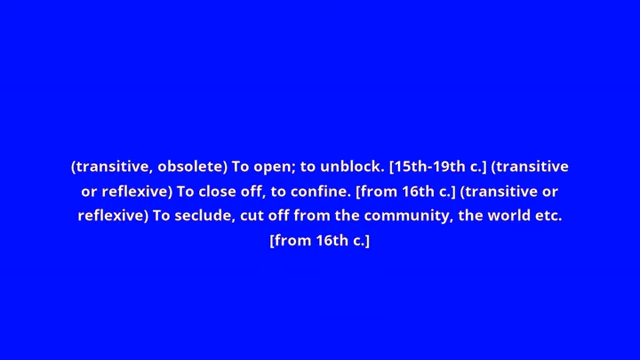 (transitive, obsolete) To open; to unblock. [15th-19th c.] (transitive
or reflexive) To close off, to confine. [from 16th c.] (transitive or
reflexive) To seclude, cut off from the community, the world etc.
[from 16th c.]